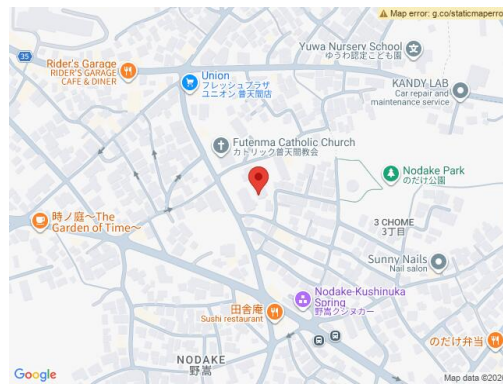 Map error: g.co/staticmaperro
Yuwa Nursery School
ゆうわ認定こども園
35
Rider's Garage
RIDER'S GARAGE
CAFE & DINER
Union
フレッシュプラザ
ユニオン 普天間店
KANDY LAB
Car repair and
maintenance service
Futenma Catholic Church
カトリック普天間教会
Nodake Park
のだけ公園
時ノ庭〜The
Garden of Time〜
3 CHOME
3丁目
Sunny Nails
Nail salon
Nodake-Kushinuka
Spring
野嵩クシヌカー
田舎庵
Sushi restaurant
のだけ弁当
NODAKE
野嵩
Google
Map data ©202